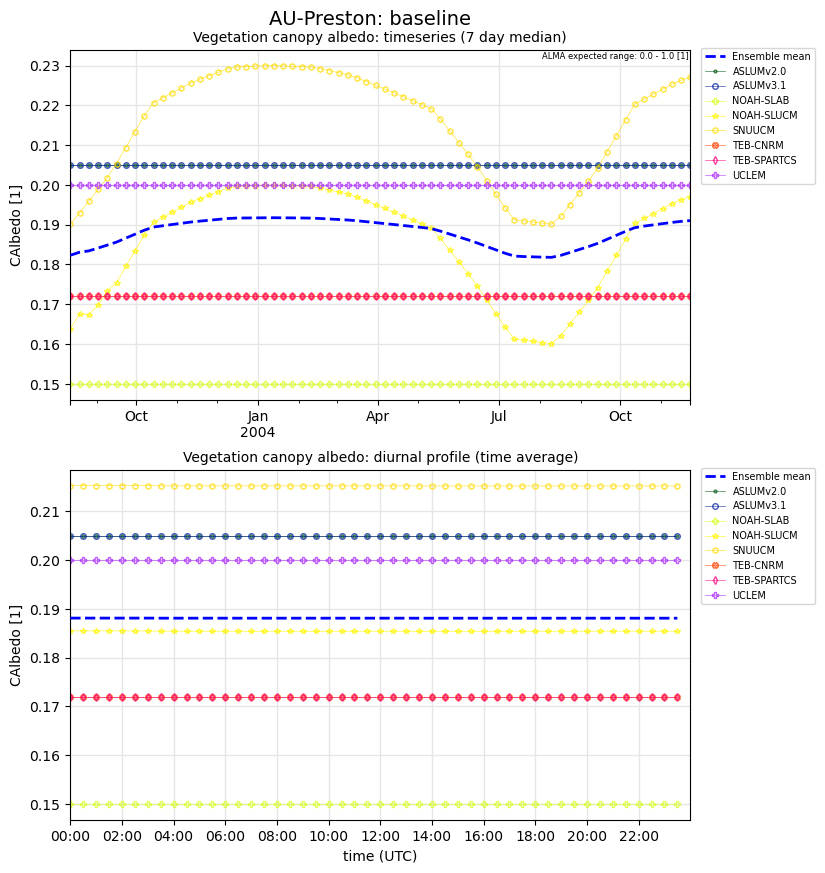 AU-Preston: baseline
Vegetation canopy albedo: timeseries (7 day median)
ALMA expected range: 0.0 - 1.0 [1]
CAlbedo [1]
0.23
0.22
0.21
0.20
0.19
0.18
0.17
0.16
0.15
Oct
Jan
2004
Apr
Jul
Oct
Ensemble mean
ASLUMv2.0
ASLUMv3.1
NOAH-SLAB
NOAH-SLUCM
SNUUCM
TEB-CNRM
TEB-SPARTCS
UCLEM
Vegetation canopy albedo: diurnal profile (time average)
CAlbedo [1]
0.21
0.20
0.19
0.18
0.17
0.16
0.15
00:00 02:00 04:00 06:00 08:00 10:00 12:00 14:00 16:00 18:00 20:00 22:00
time (UTC)
Ensemble mean
ASLUMv2.0
ASLUMv3.1
NOAH-SLAB
NOAH-SLUCM
SNUUCM
TEB-CNRM
TEB-SPARTCS
UCLEM